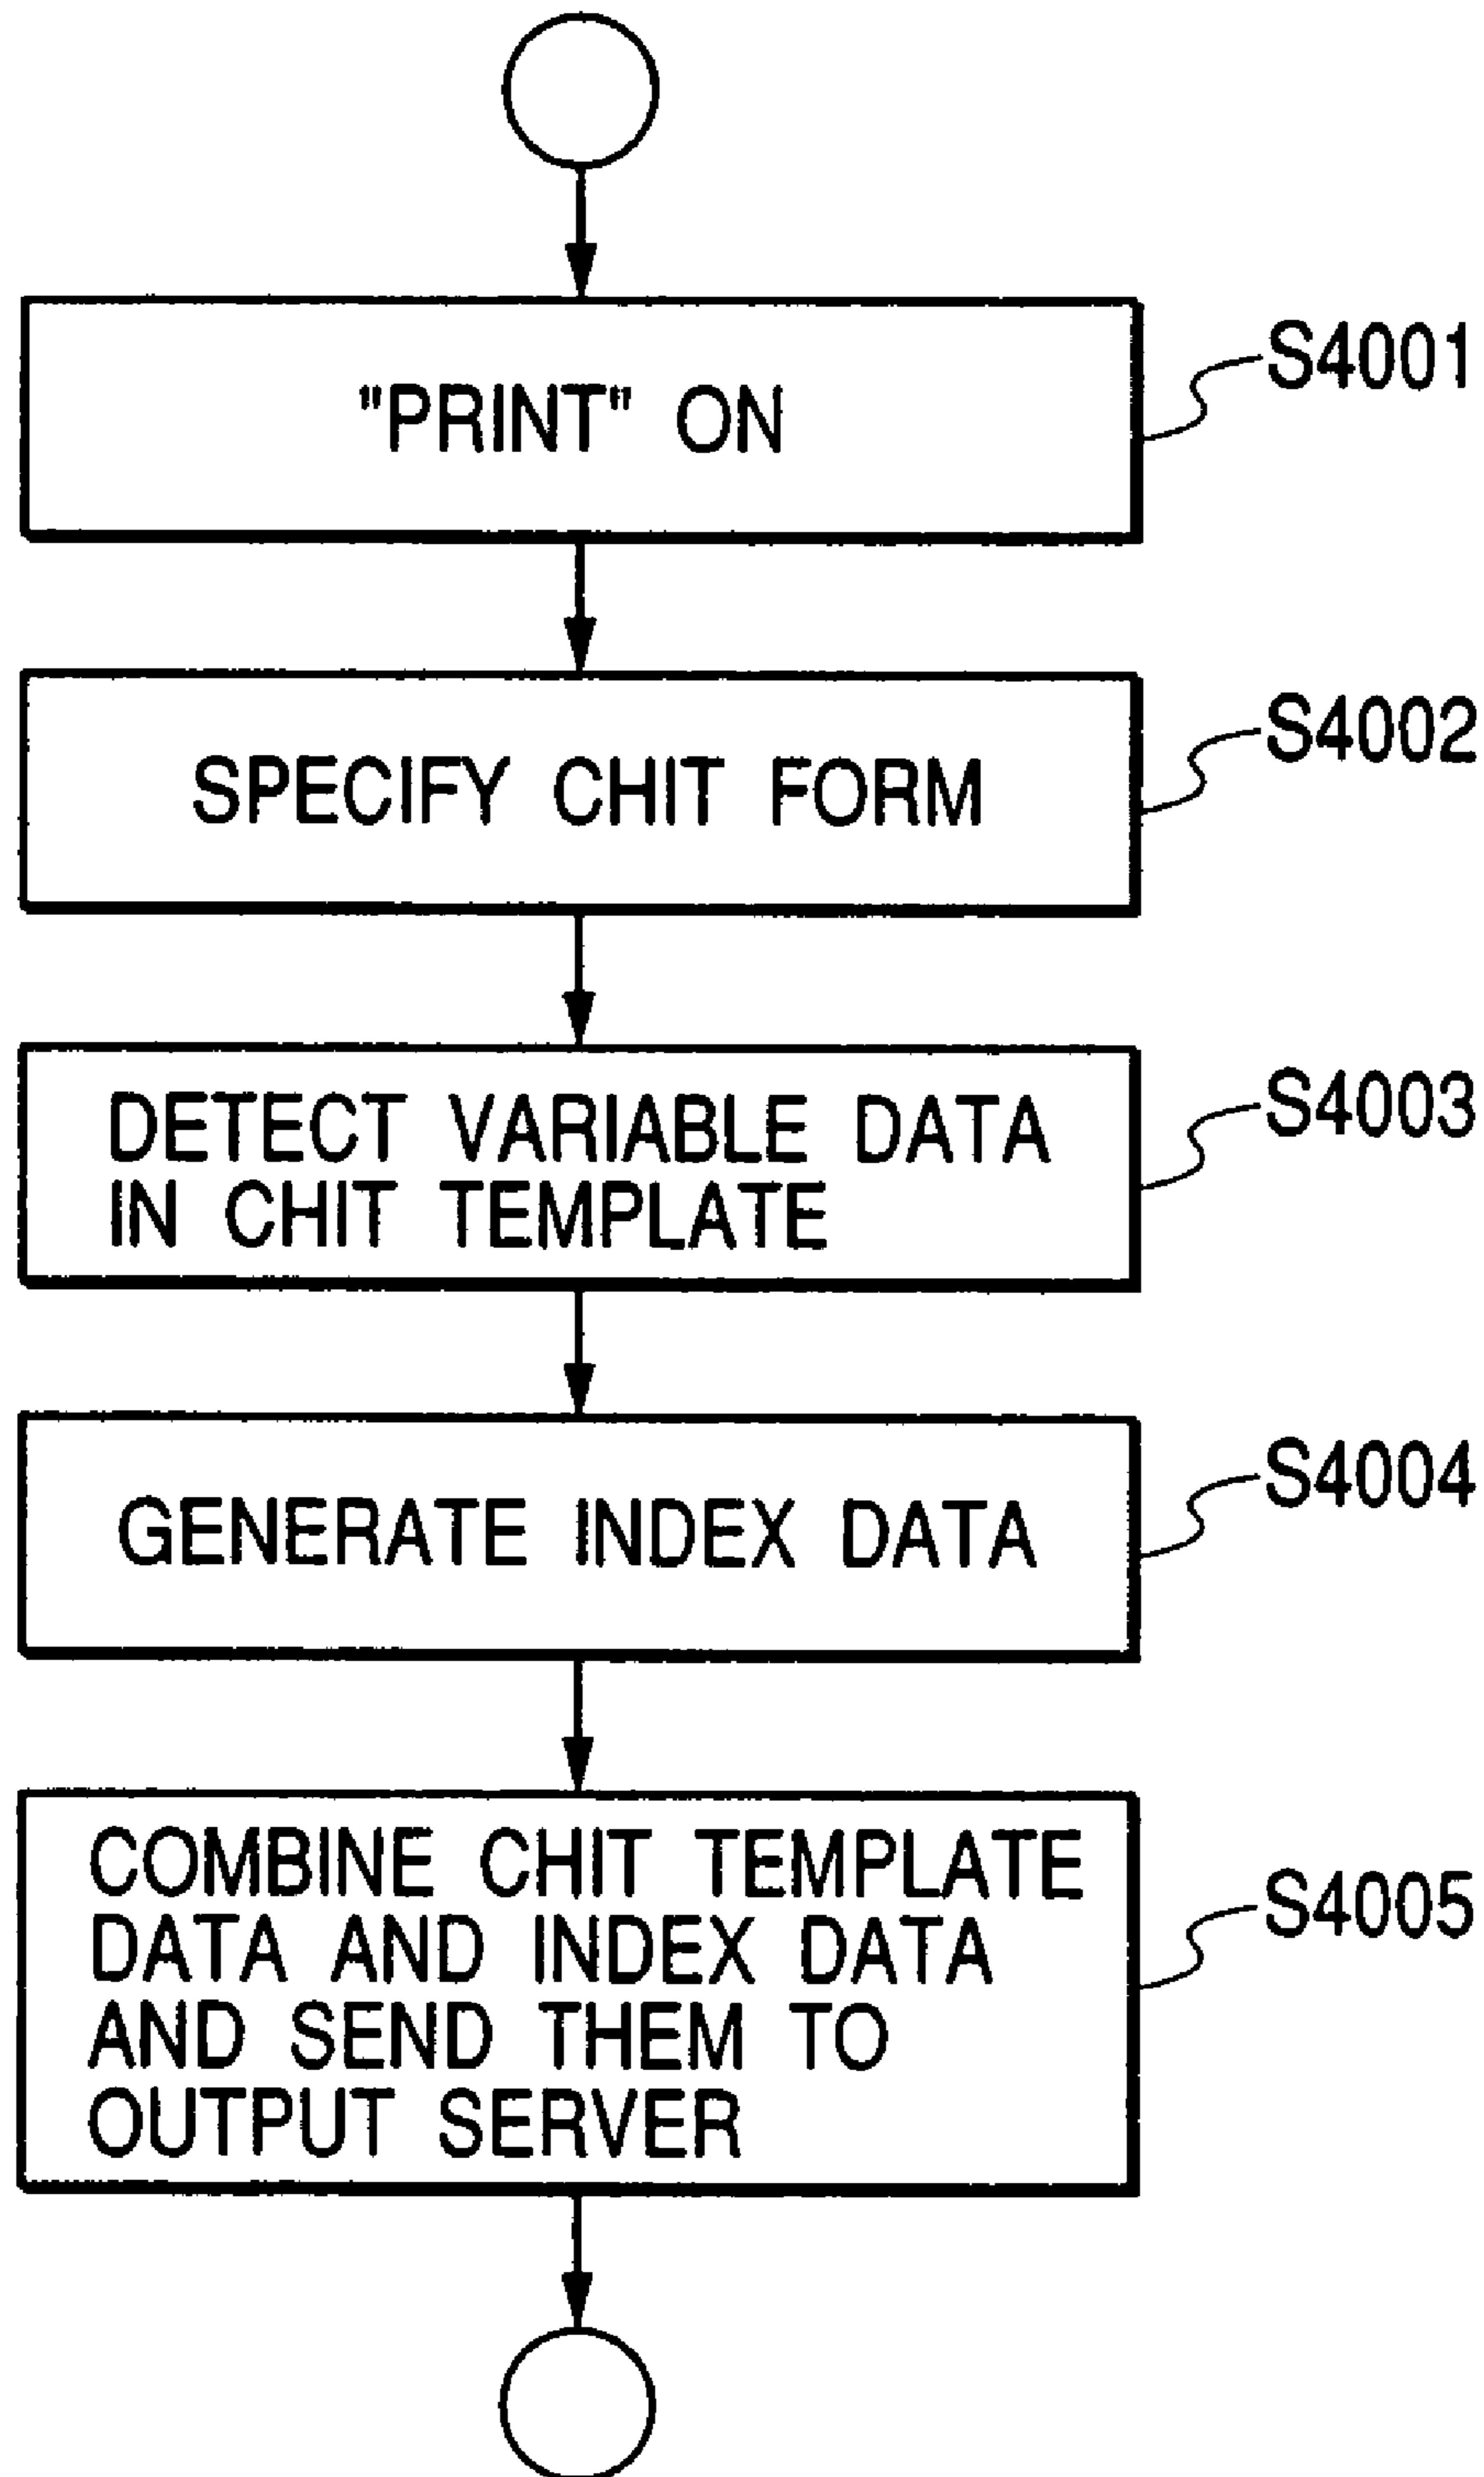 "PRINT" ON
S4001
SPECIFY CHIT FORM
S4002
DETECT VARIABLE DATA
IN CHIT TEMPLATE
S4003
GENERATE INDEX DATA
S4004
COMBINE CHIT TEMPLATE
DATA AND INDEX DATA
AND SEND THEM TO
OUTPUT SERVER
S4005